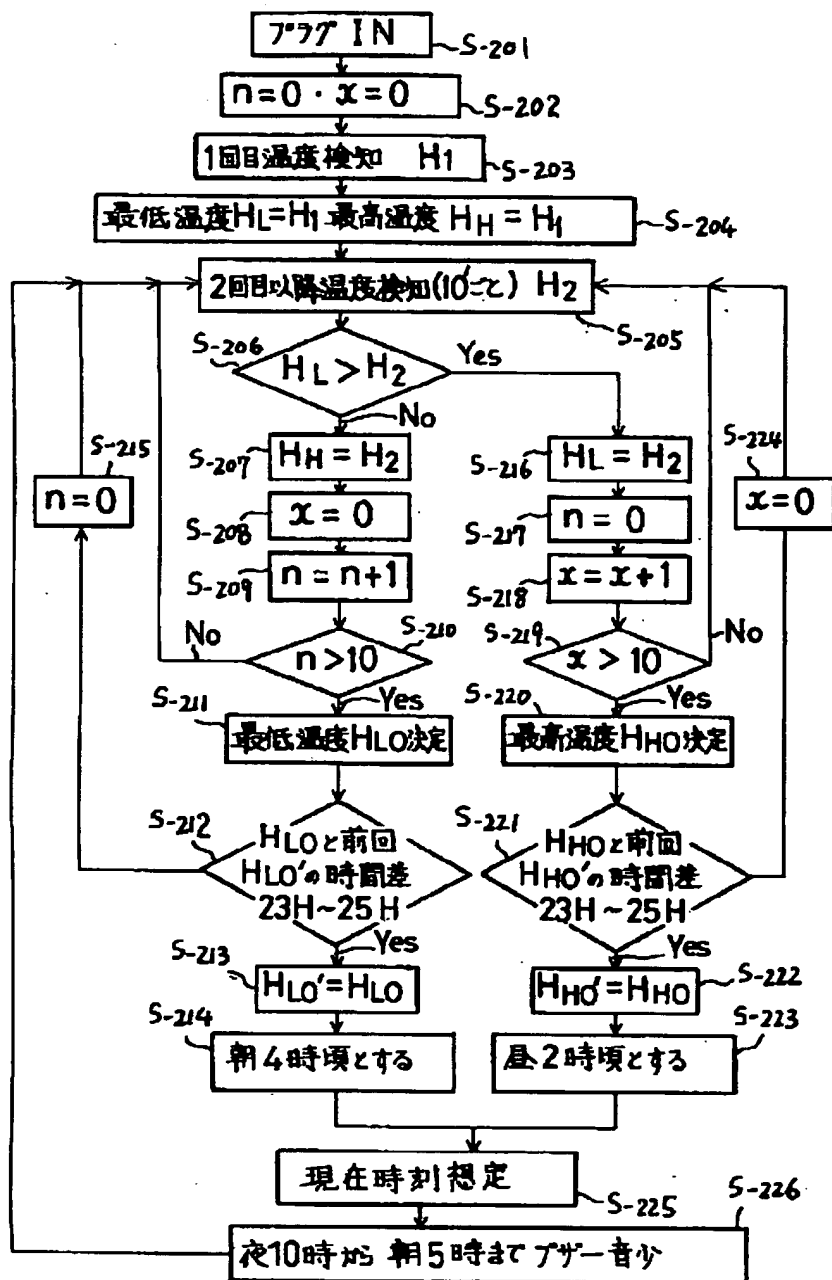 プラグ IN
S-201
n=0・x=0
S-202
1回目温度検知 H1
S-203
最低温度HL=H1 最高温度 HH=H1
S-204
2回目以降温度検知(10'ごと) H2
S-205
S-206
HL>H2
Yes
No
S-207
HH=H2
S-208
x=0
S-209
n=n+1
S-210
n>10
No
Yes
S-211
最低温度HLO決定
S-212
HLOと前回
HLO'の時間差
23H~25H
Yes
S-213
HLO'=HLO
S-214
朝4時頃とする
S-215
n=0
S-216
HL=H2
S-217
n=0
S-218
x=x+1
S-219
x>10
No
Yes
S-220
最高温度HHO決定
S-221
HHOと前回
HHO'の時間差
23H~25H
Yes
S-222
HHO'=HHO
S-223
昼2時頃とする
S-224
x=0
現在時刻想定
S-225
S-226
夜10時から 朝5時まで ブザー音少